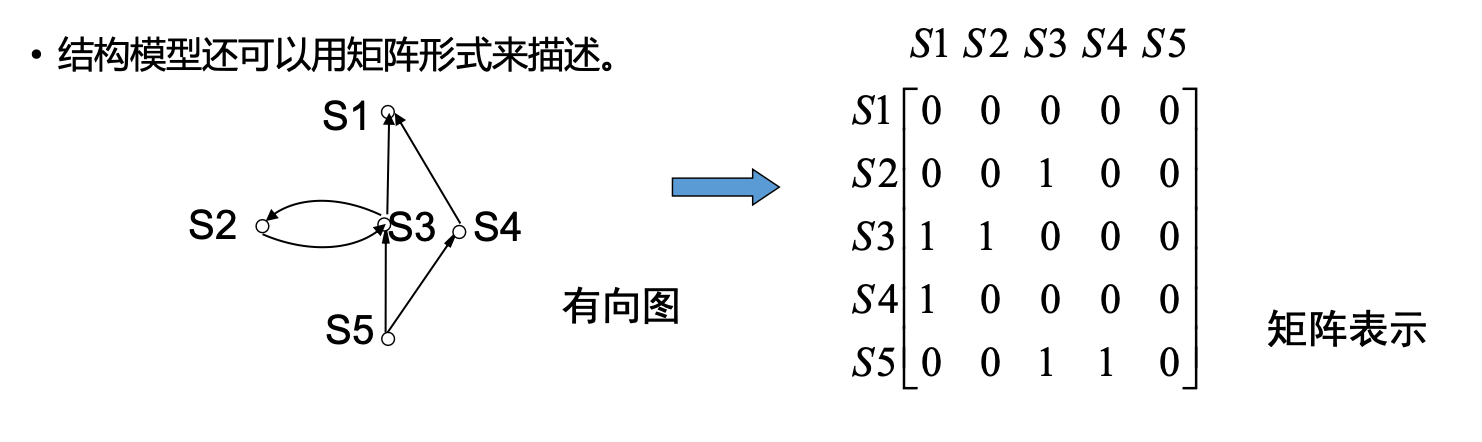 • 结构模型还可以用矩阵形式来描述。
S1
S2 S3 S4
S5
有向图
S1 S2 S3 S4 S5
S1 0 0 0 0 0
S2 0 0 1 0 0
S3 1 1 0 0 0
S4 1 0 0 0 0
S5 0 0 1 1 0
矩阵表示